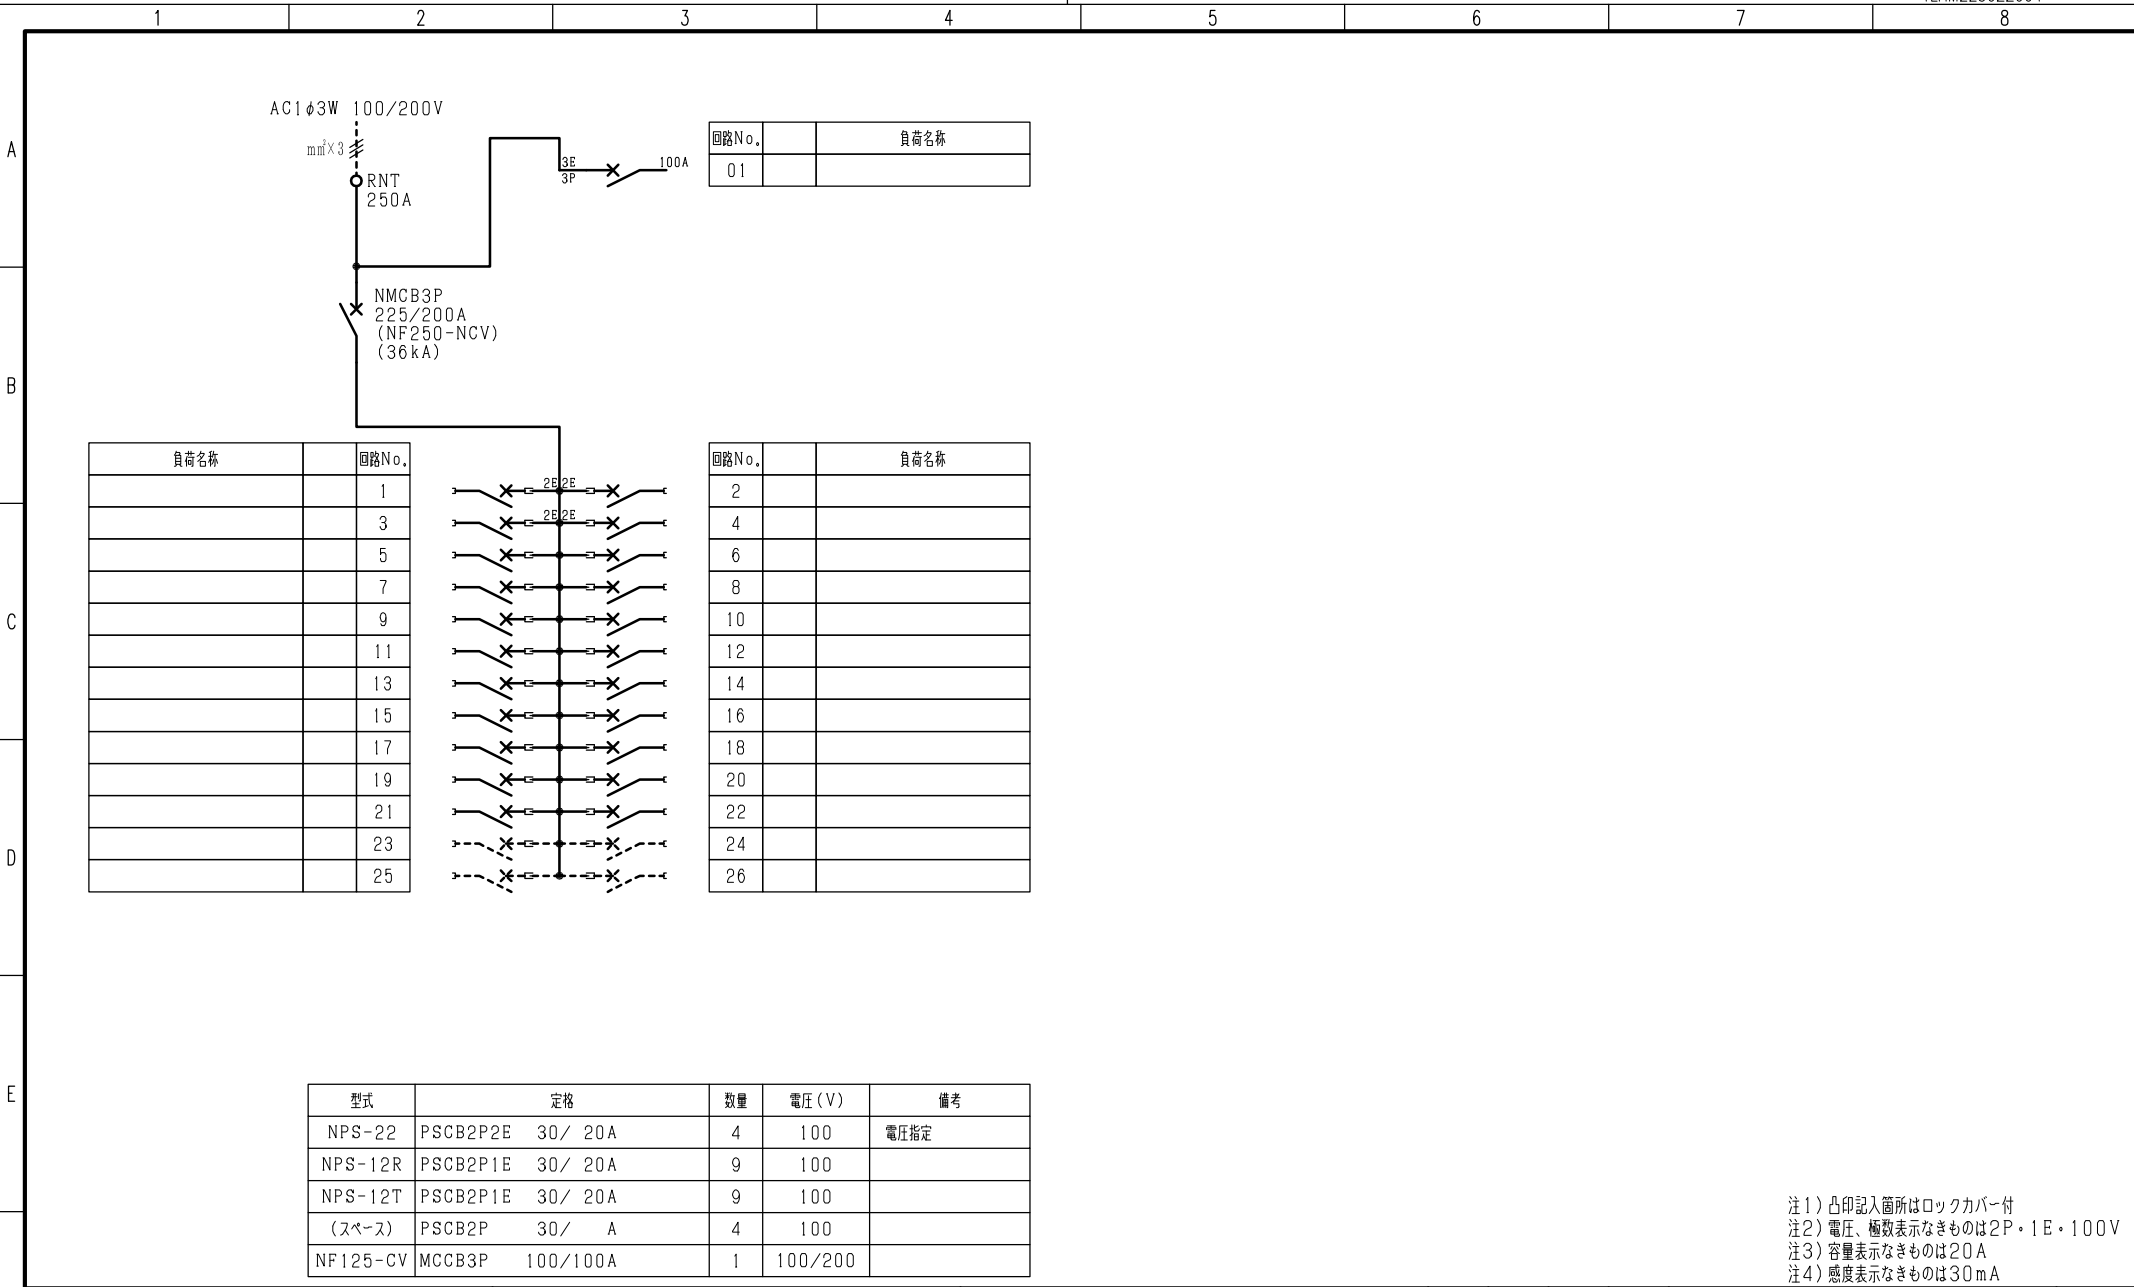 1 2 3 4 5 6 7 8
A
B
C
D
E
AC1φ3W 100/200V
mm²×3
RNT
250A
3E
3P
100A
回路No. 負荷名称
01
NMCB3P
225/200A
(NF250-NCV)
(36kA)
負荷名称 回路No. 回路No. 負荷名称
1 2E 2E 2
3 2E 2E 4
5 6
7 8
9 10
11 12
13 14
15 16
17 18
19 20
21 22
23 24
25 26
型式 定格 数量 電圧(V) 備考
NPS-22 PSCB2P2E 30/ 20A 4 100 電圧指定
NPS-12R PSCB2P1E 30/ 20A 9 100
NPS-12T PSCB2P1E 30/ 20A 9 100
(スペース) PSCB2P 30/ A 4 100
NF125-CV MCCB3P 100/100A 1 100/200
注1)凸印記入箇所はロックカバー付
注2)電圧、極数表示なきものは2P・1E・100V
注3)容量表示なきものは20A
注4)感度表示なきものは30mA